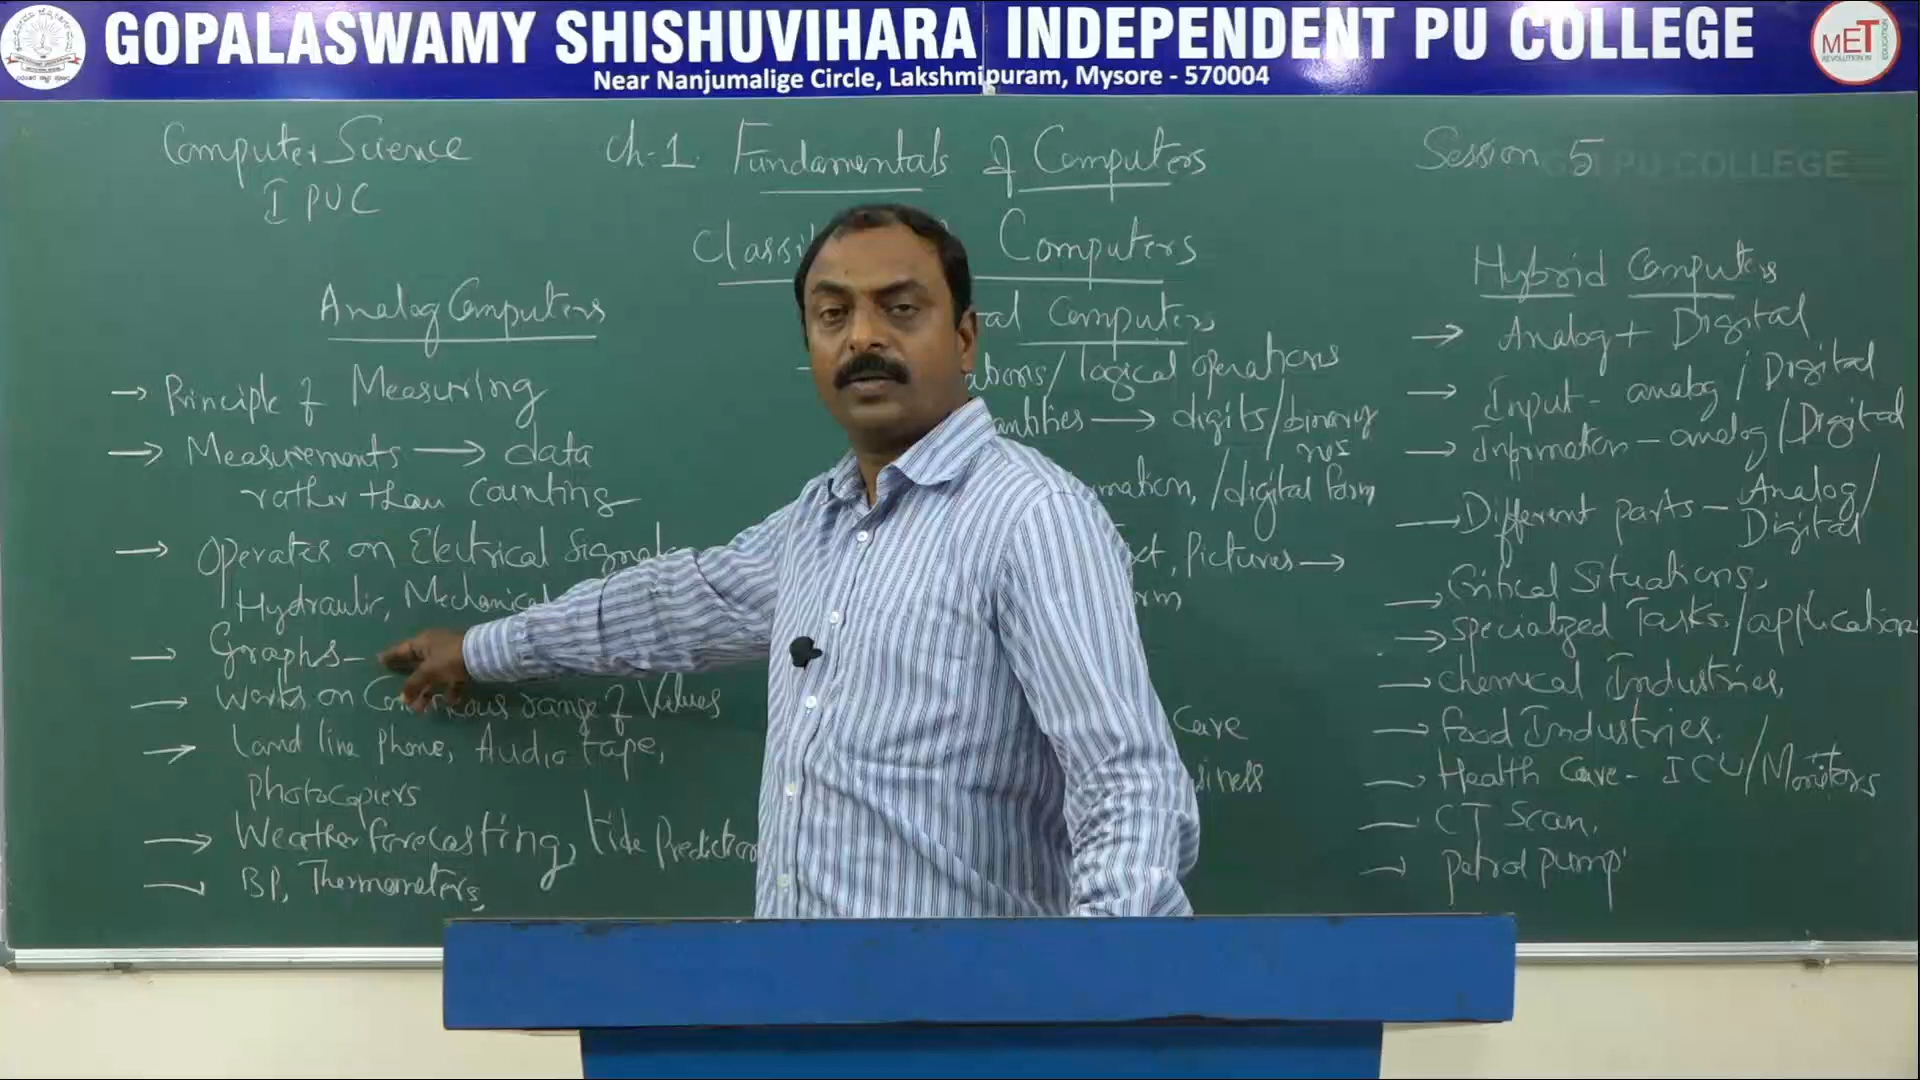 GOPALASWAMY SHISHUVIHARA INDEPENDENT PU COLLEGE
Near Nanjumalige Circle, Lakshmipuram, Mysore - 570004
MET
REVOLUTION IN
EDUCATION
Computer Science
I PUC
Ch-1. Fundamentals of Computers
Session 5
PU COLLEGE
Computers
Analog Computers
→ Principle of Measuring
→ Measurements → data
rather than counting
→ Operates on Electrical
Hydraulic,
→ Graphs -
→ Works on range of Values
→ Land line phone, Audio tape,
photocopiers
→ Weather forecasting, tide Prediction
→ BP, Thermometers,
Computers
/ logical operations
→ digits/binary
nos
/digital form
, Pictures →
Care
Hybrid Computers
→ Analog + Digital
→ Input - analog / Digital
→ Information - analog / Digital
→ Different parts - Analog /
Digital
→ Critical Situations,
→ Specialized Tasks/applications
→ Chemical Industries,
→ Food Industries.
→ Health Care - ICU/Monitors
→ CT Scan,
→ petrol pump